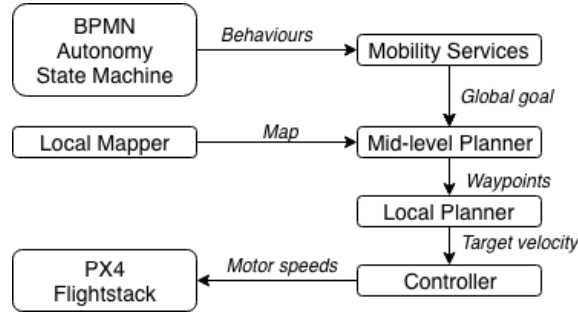 BPMN
Autonomy
State Machine
Behaviours
Mobility Services
Global goal
Local Mapper
Map
Mid-level Planner
Waypoints
Local Planner
Target velocity
PX4
Flightstack
Motor speeds
Controller